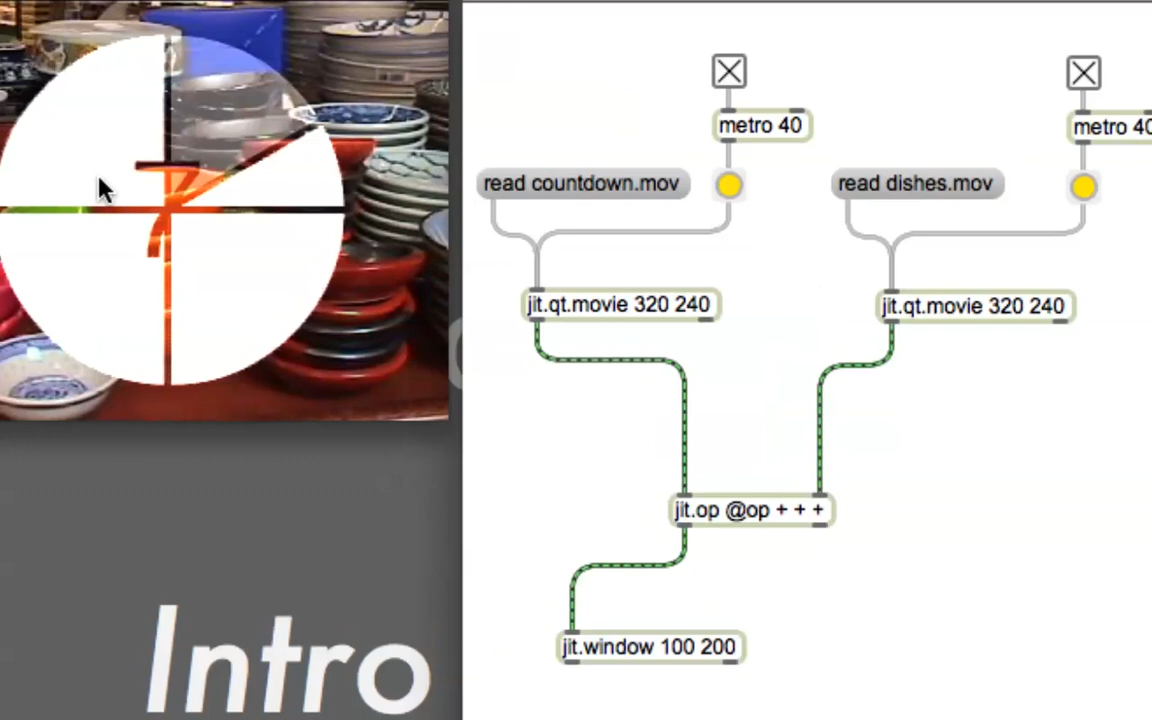 metro 40
metro 40
read countdown.mov
read dishes.mov
jit.qt.movie 320 240
jit.qt.movie 320 240
jit.op @op + + +
jit.window 100 200
Intro